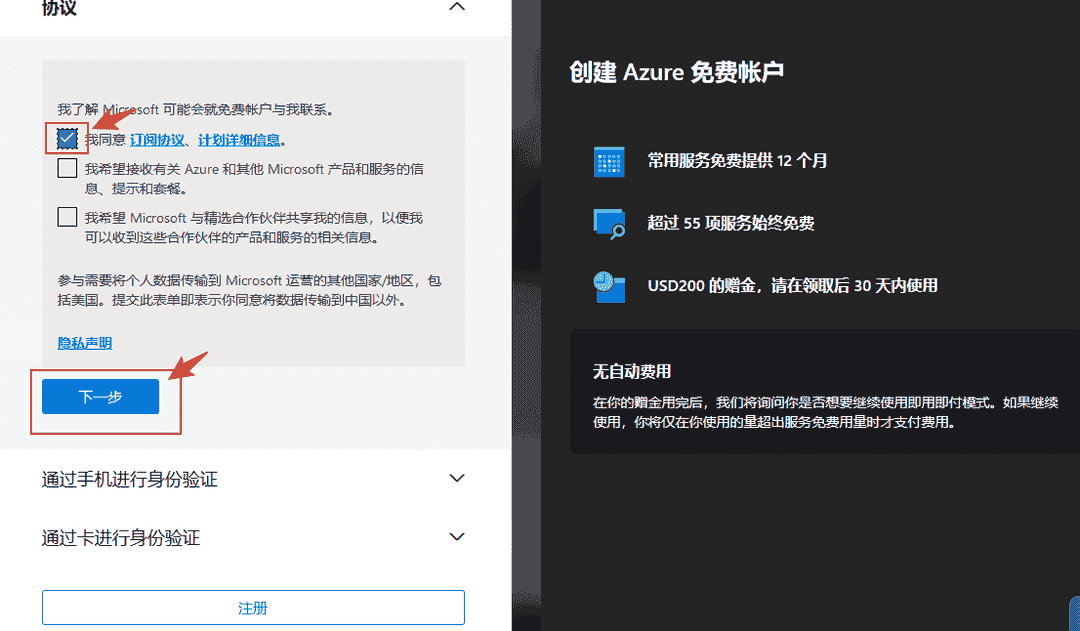 协议
我了解 Microsoft 可能会就免费帐户与我联系。
我同意 订阅协议、计划详细信息。
我希望接收有关 Azure 和其他 Microsoft 产品和服务的信
息、提示和套餐。
我希望 Microsoft 与精选合作伙伴共享我的信息，以便我
可以收到这些合作伙伴的产品和服务的相关信息。
参与需要将个人数据传输到 Microsoft 运营的其他国家/地区，包
括美国。提交此表单即表示你同意将数据传输到中国以外。
隐私声明
下一步
通过手机进行身份验证
通过卡进行身份验证
注册
创建 Azure 免费帐户
常用服务免费提供 12 个月
超过 55 项服务始终免费
USD200 的赠金，请在领取后 30 天内使用
无自动费用
在你的赠金用完后，我们将询问你是否想要继续使用即用即付模式。如果继续
使用，你将仅在你使用的量超出服务免费用量时才支付费用。